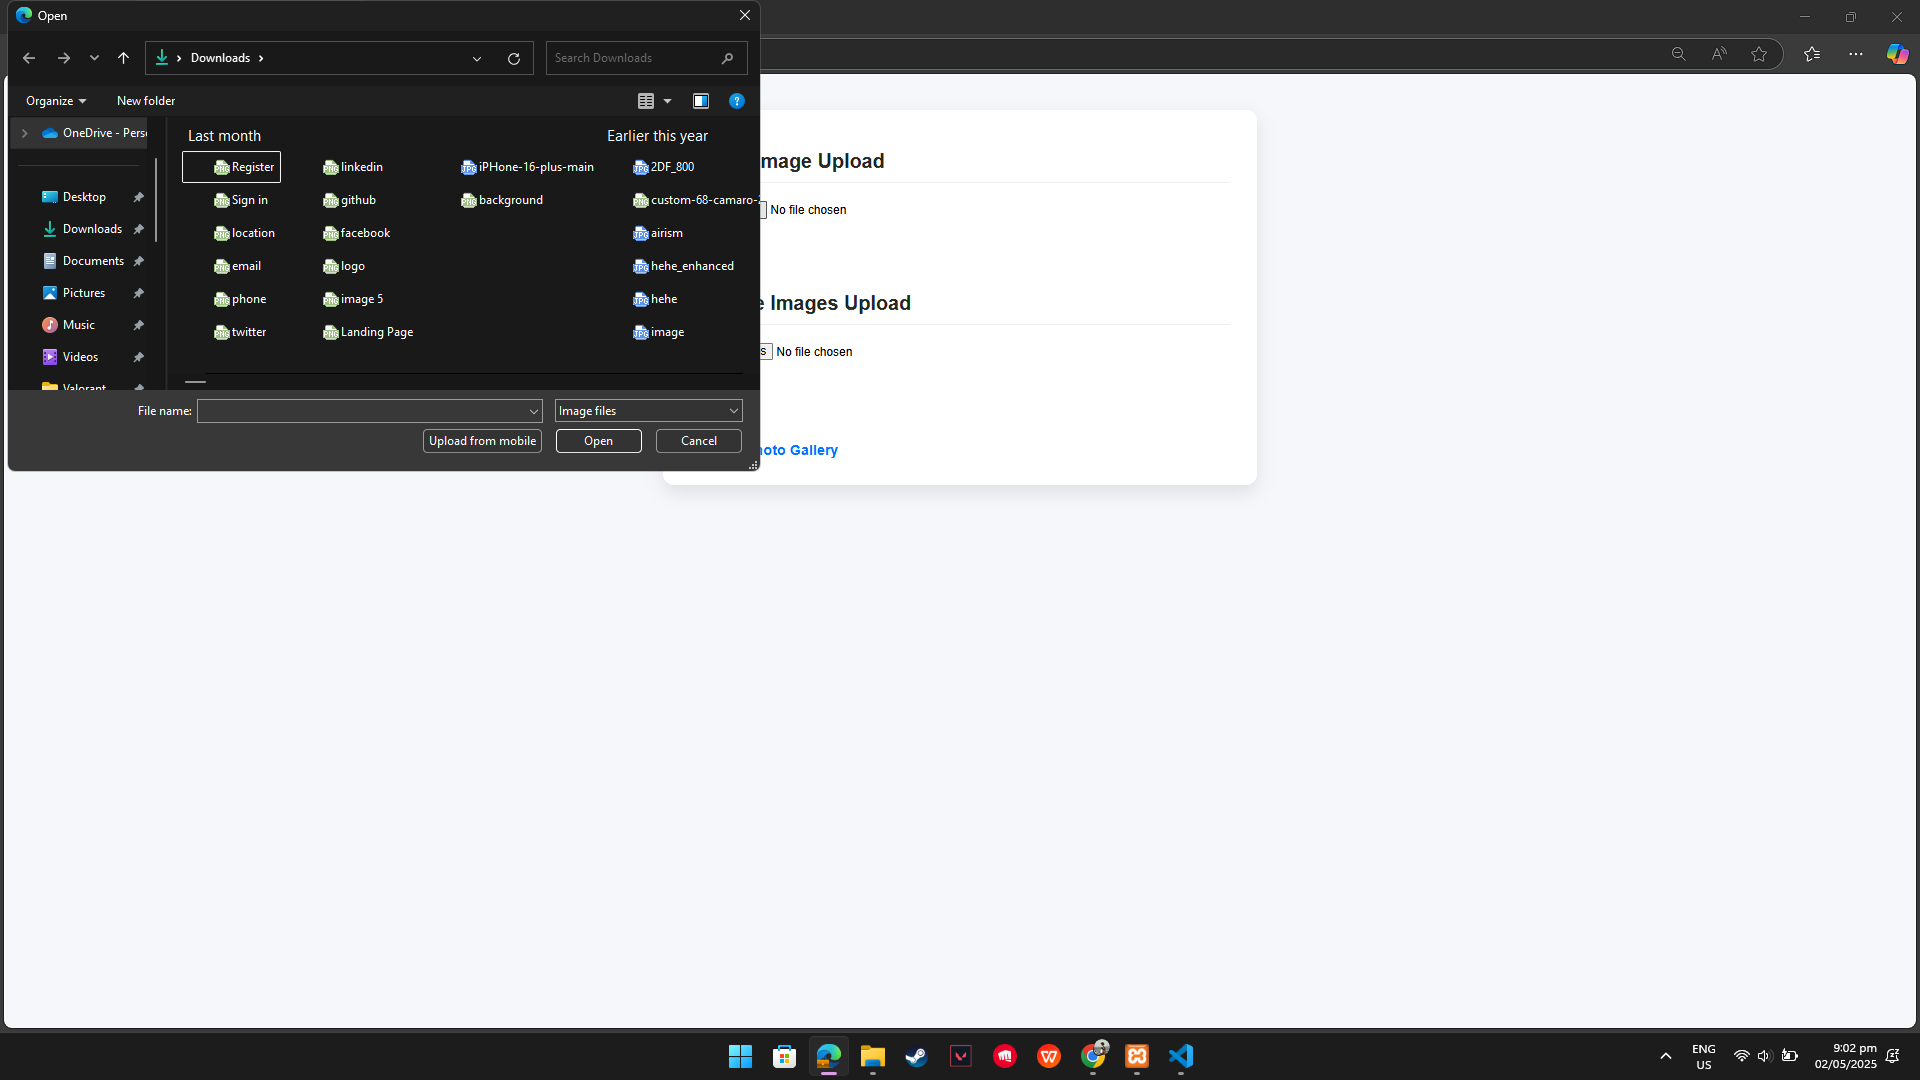 Open
Downloads
Search Downloads
Organize
New folder
OneDrive - Pers
Desktop
Downloads
Documents
Pictures
Music
Videos
Valorant
Last month
Register
Sign in
location
email
phone
twitter
linkedin
github
facebook
logo
image 5
Landing Page
iPHone-16-plus-main
background
Earlier this year
2DF_800
custom-68-camaro-
airism
hehe_enhanced
hehe
image
File name:
Image files
Upload from mobile
Open
Cancel
mage Upload
No file chosen
e Images Upload
s No file chosen
oto Gallery
ENG
US
9:02 pm
02/05/2025